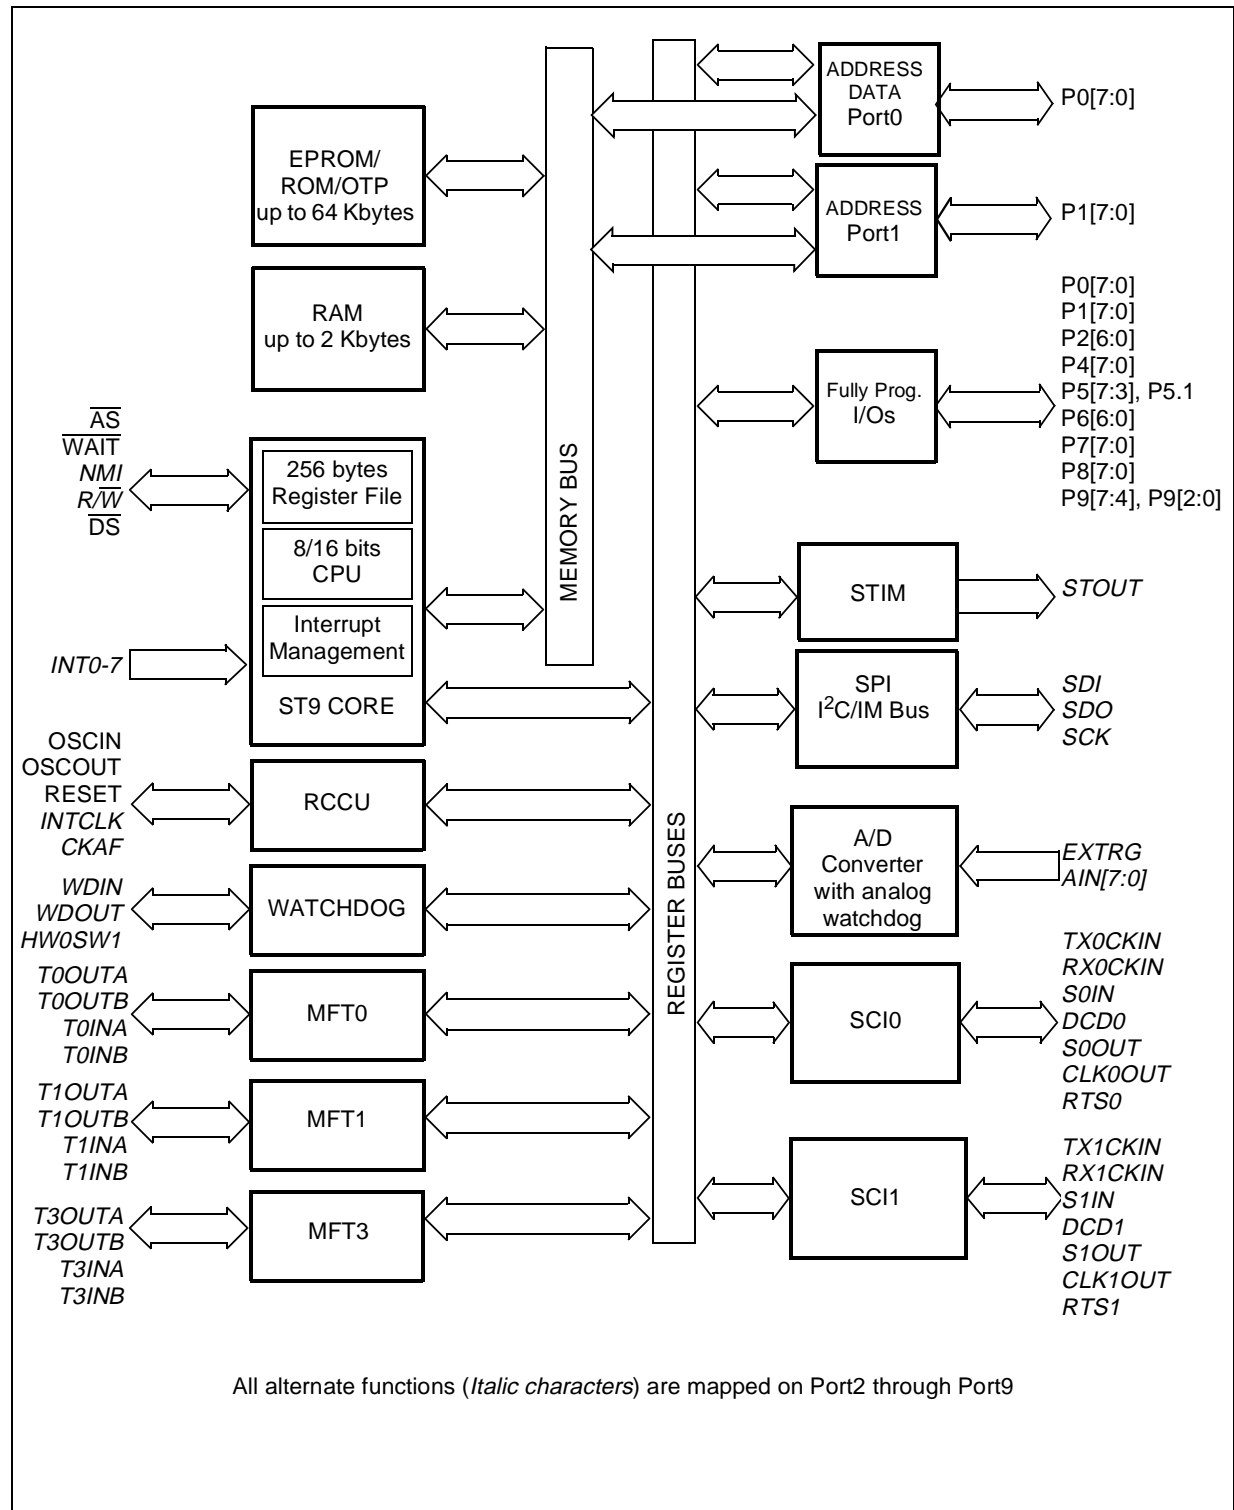 ADDRESS
DATA
Port0
P0[7:0]
EPROM/
ROM/OTP
up to 64 Kbytes
ADDRESS
Port1
P1[7:0]
RAM
up to 2 Kbytes
Fully Prog.
I/Os
P0[7:0]
P1[7:0]
P2[6:0]
P4[7:0]
P5[7:3], P5.1
P6[6:0]
P7[7:0]
P8[7:0]
P9[7:4], P9[2:0]
AS
WAIT
NMI
R/W
DS
256 bytes
Register File
8/16 bits
CPU
Interrupt
Management
ST9 CORE
INT0-7
MEMORY BUS
REGISTER BUSES
STIM
STOUT
SPI
I²C/IM Bus
SDI
SDO
SCK
OSCIN
OSCOUT
RESET
INTCLK
CKAF
RCCU
A/D
Converter
with analog
watchdog
EXTRG
AIN[7:0]
WDIN
WDOUT
HW0SW1
WATCHDOG
T0OUTA
T0OUTB
T0INA
T0INB
MFT0
SCI0
TX0CKIN
RX0CKIN
S0IN
DCD0
S0OUT
CLK0OUT
RTS0
T1OUTA
T1OUTB
T1INA
T1INB
MFT1
SCI1
TX1CKIN
RX1CKIN
S1IN
DCD1
S1OUT
CLK1OUT
RTS1
T3OUTA
T3OUTB
T3INA
T3INB
MFT3
All alternate functions (Italic characters) are mapped on Port2 through Port9